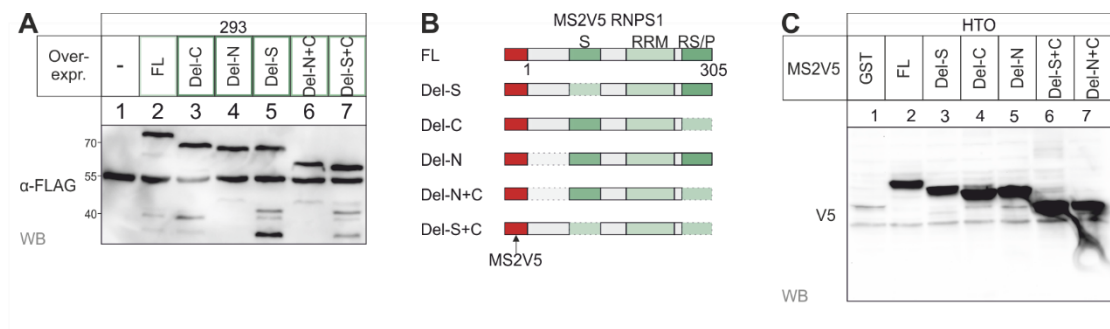 A
293
Over-
expr.
-
FL
Del-C
Del-N
Del-S
Del-N+C
Del-S+C
1 2 3 4 5 6 7
70
55
40
α-FLAG
WB
B
MS2V5 RNPS1
S RRM RS/P
FL
1 305
Del-S
Del-C
Del-N
Del-N+C
Del-S+C
MS2V5
C
HTO
MS2V5
GST
FL
Del-S
Del-C
Del-N
Del-S+C
Del-N+C
1 2 3 4 5 6 7
V5
WB